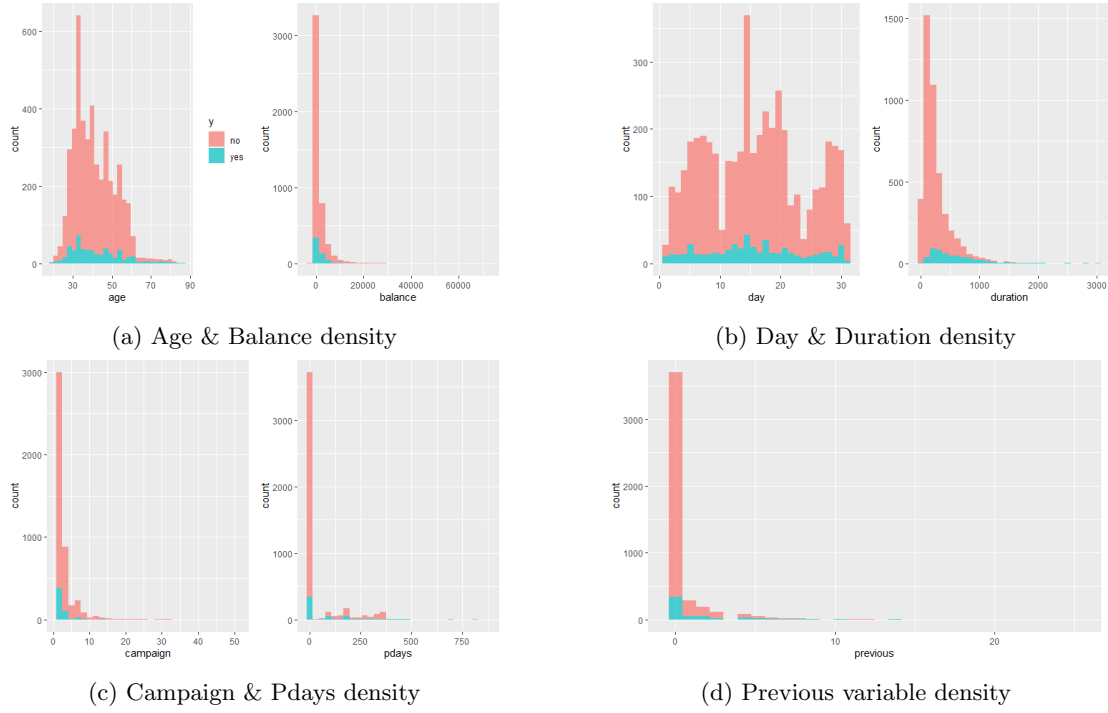 600
400
200
0
count
30
50
70
90
age
y
no
yes
3000
2000
1000
0
count
0
20000
40000
60000
balance
350
300
250
200
150
100
50
0
count
0
10
20
30
day
1500
1000
500
0
count
0
1000
2000
3000
duration
(a) Age & Balance density
(b) Day & Duration density
3000
2000
1000
0
count
0
10
20
30
40
50
campaign
3000
2000
1000
0
count
0
250
500
750
pdays
3000
2000
1000
0
count
0
10
20
previous
(c) Campaign & Pdays density
(d) Previous variable density